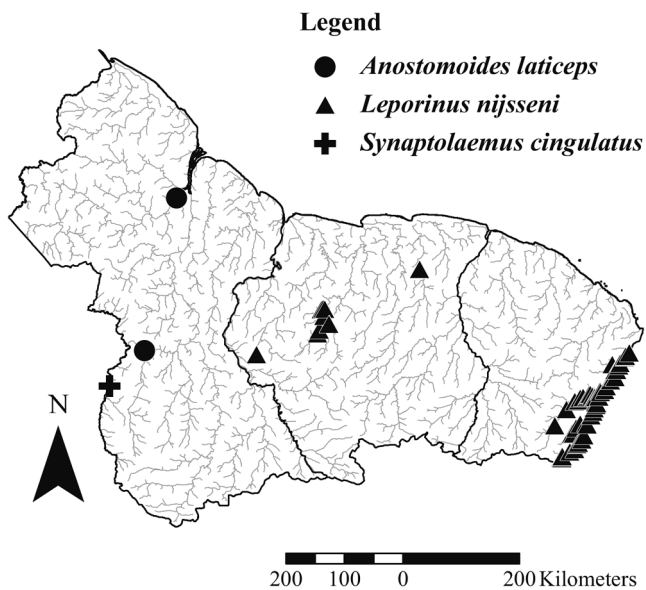 Legend
Anostomoides laticeps
Leporinus nijsseni
Synaptolaemus cingulatus
N
200 100 0 200 Kilometers